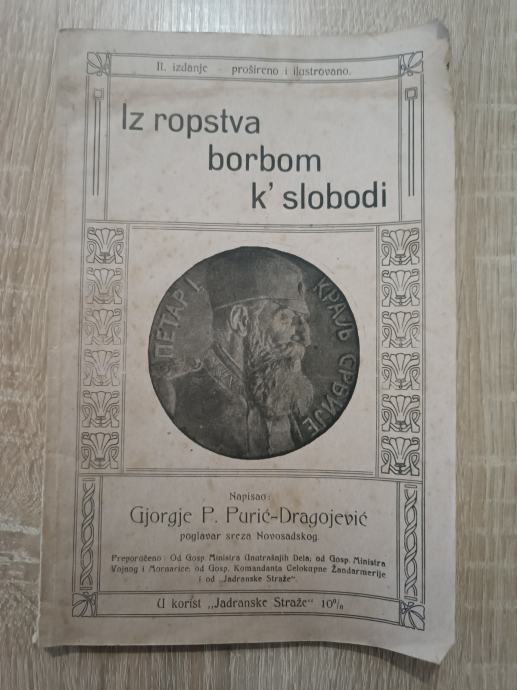 II. izdanje - prošireno i ilustrovano.
Iz ropstva
borbom
k' slobodi
ПЕТАР I. КРАЉ СРБИЈЕ
Napisao:
Gjorgje P. Purić-Dragojević
poglavar sreza Novosadskog.
Preporučeno: Od Gosp. Ministra Unutrašnjih Dela; od Gosp. Ministra
Vojnog i Mornarice; od Gosp. Komandanta Celokupne Žandarmerije
i od „Jadranske Straže".
U korist „Jadranske Straže" 10%